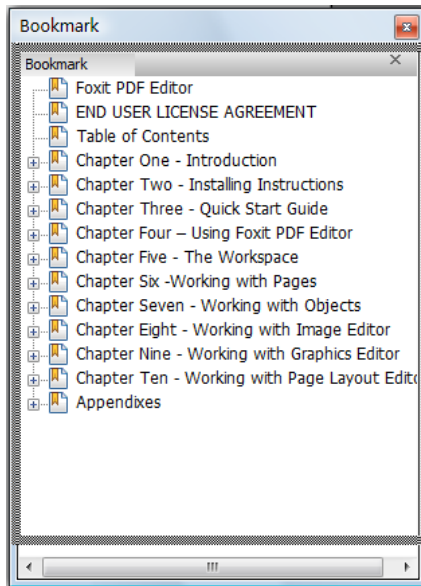 Bookmark
Bookmark
Foxit PDF Editor
END USER LICENSE AGREEMENT
Table of Contents
Chapter One - Introduction
Chapter Two - Installing Instructions
Chapter Three - Quick Start Guide
Chapter Four – Using Foxit PDF Editor
Chapter Five - The Workspace
Chapter Six -Working with Pages
Chapter Seven - Working with Objects
Chapter Eight - Working with Image Editor
Chapter Nine - Working with Graphics Editor
Chapter Ten - Working with Page Layout Edito
Appendixes